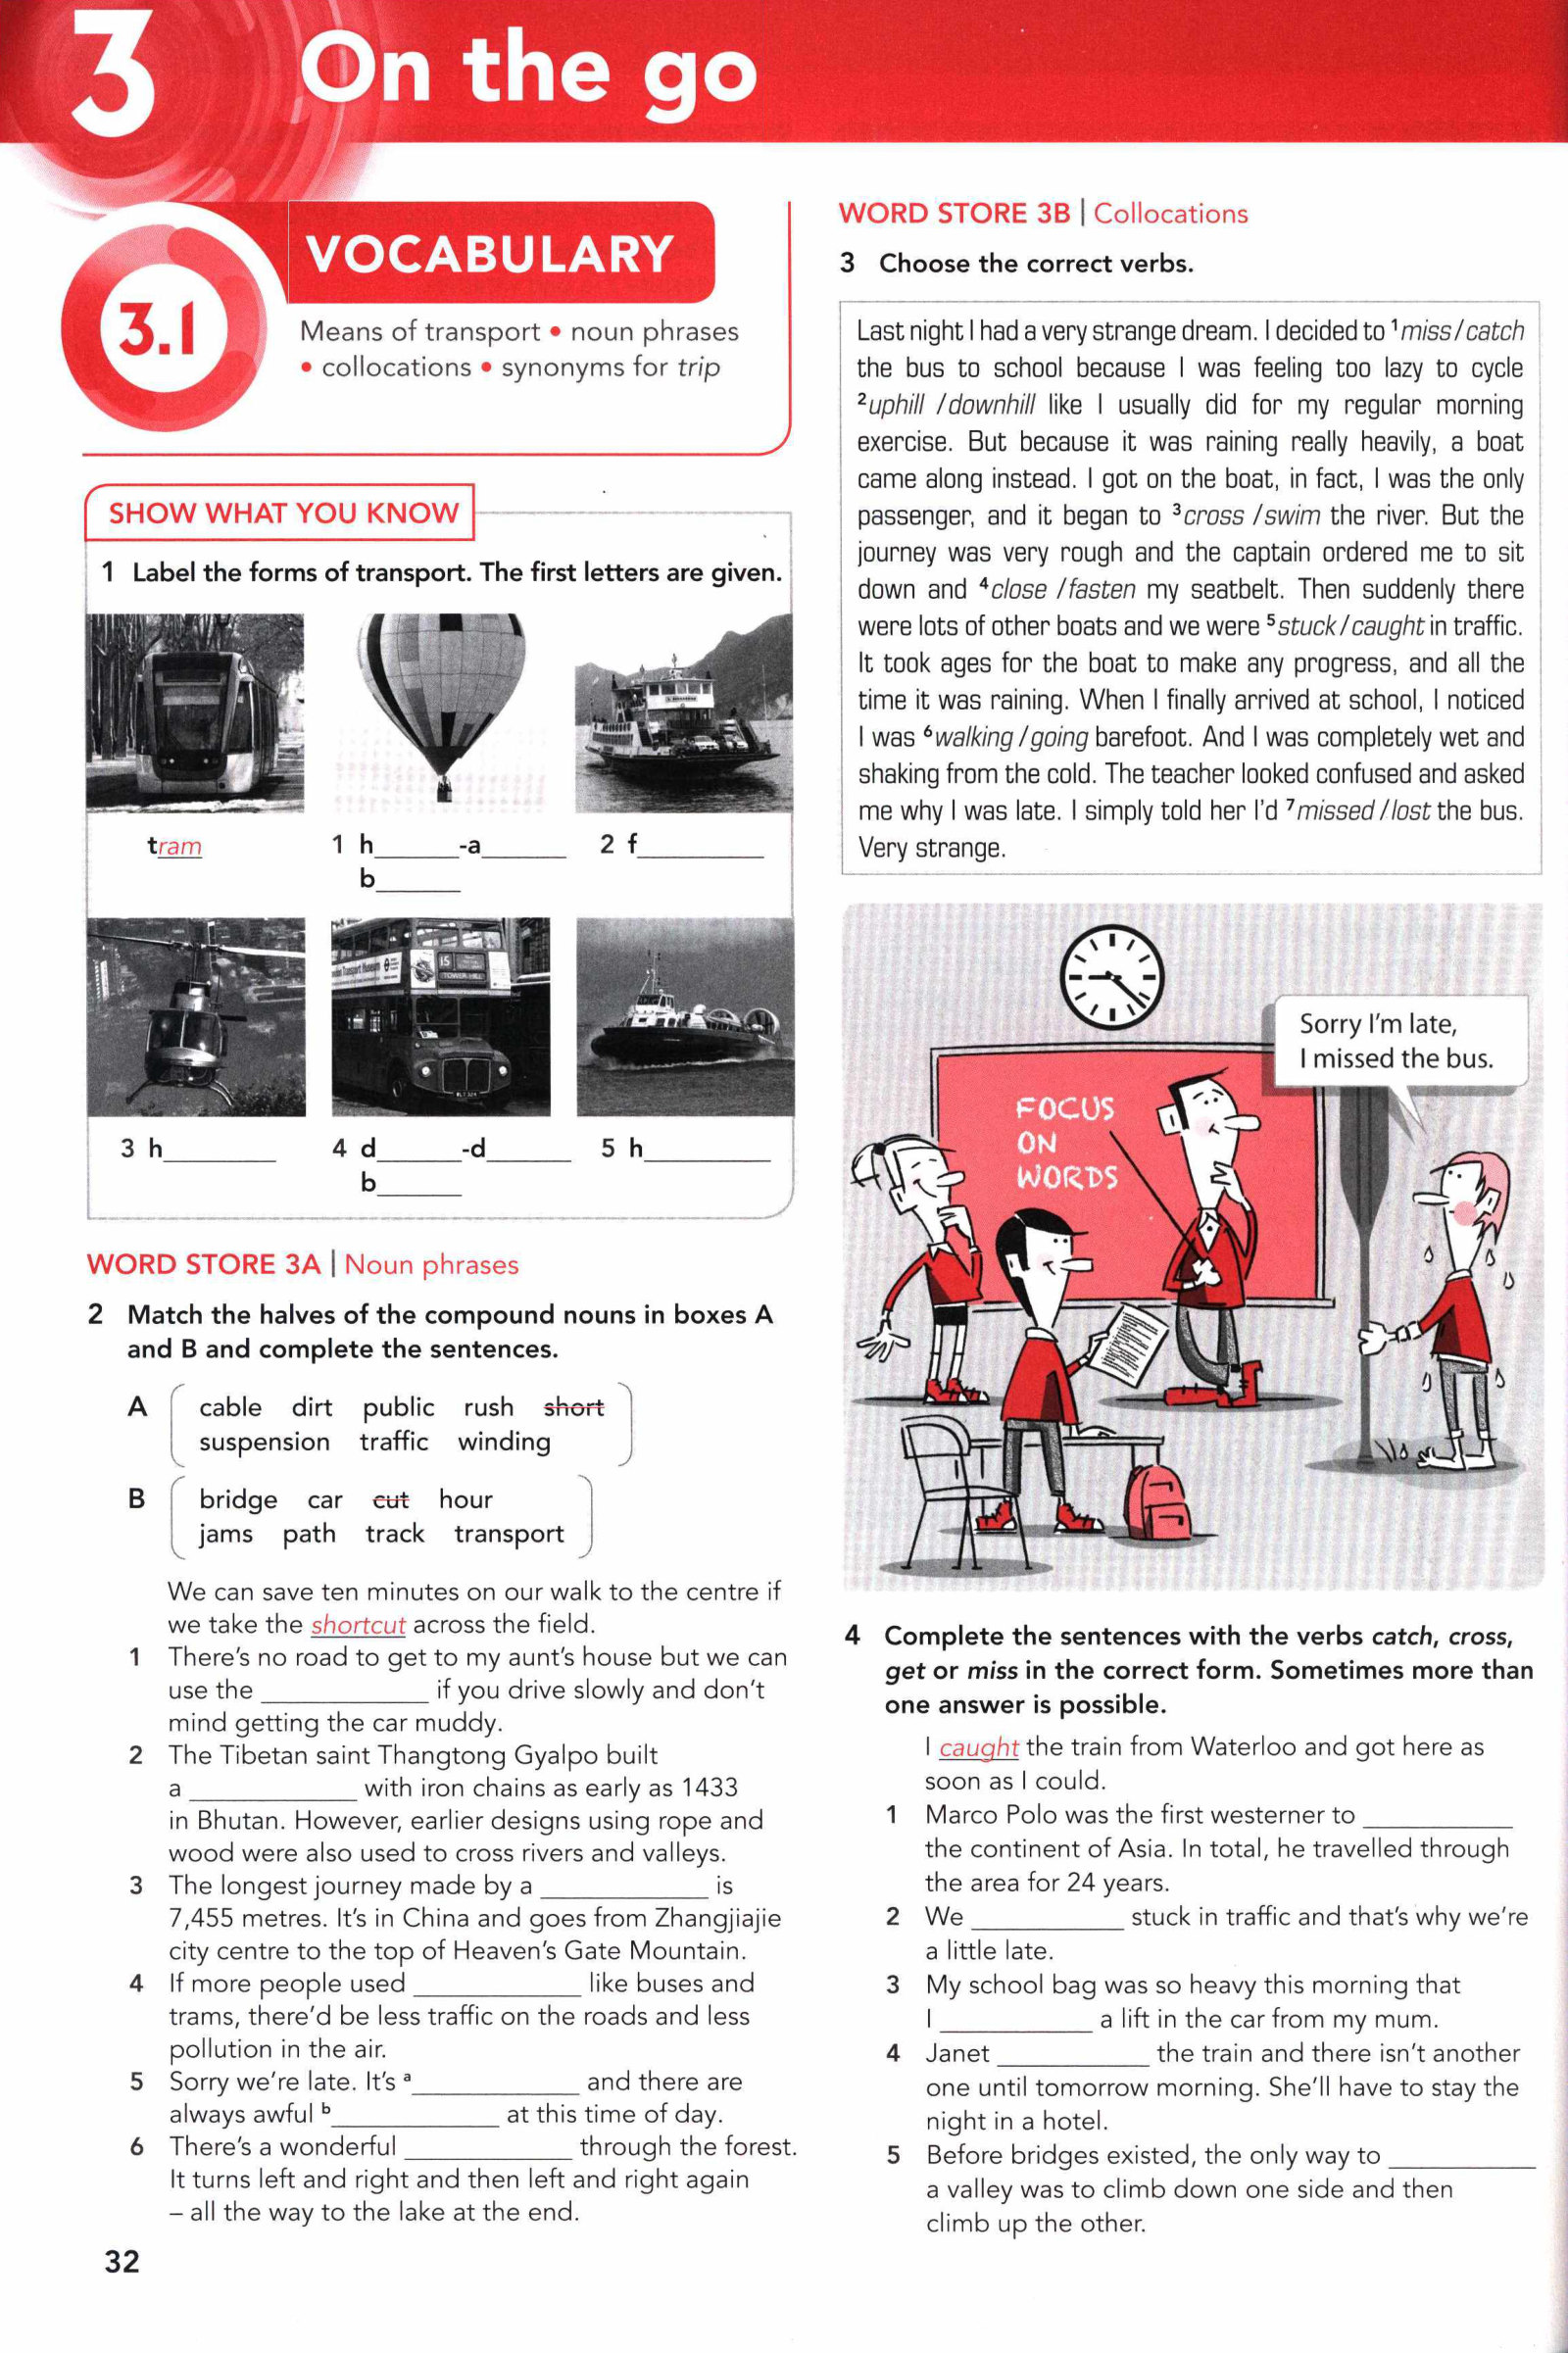 3 On the go
3.1
VOCABULARY
Means of transport • noun phrases
• collocations • synonyms for trip
SHOW WHAT YOU KNOW
1 Label the forms of transport. The first letters are given.
tram
1 h______-a______
b______
2 f_________
15
TOWER HILL
3 h________
4 d______-d______
b______
5 h_________
WORD STORE 3A | Noun phrases
2 Match the halves of the compound nouns in boxes A
and B and complete the sentences.
A cable dirt public rush short
suspension traffic winding
B bridge car cut hour
jams path track transport
We can save ten minutes on our walk to the centre if
we take the shortcut across the field.
1 There's no road to get to my aunt's house but we can
use the ____________ if you drive slowly and don't
mind getting the car muddy.
2 The Tibetan saint Thangtong Gyalpo built
a ____________ with iron chains as early as 1433
in Bhutan. However, earlier designs using rope and
wood were also used to cross rivers and valleys.
3 The longest journey made by a ____________ is
7,455 metres. It's in China and goes from Zhangjiajie
city centre to the top of Heaven's Gate Mountain.
4 If more people used ____________ like buses and
trams, there'd be less traffic on the roads and less
pollution in the air.
5 Sorry we're late. It's a____________ and there are
always awful b____________ at this time of day.
6 There's a wonderful ____________ through the forest.
It turns left and right and then left and right again
– all the way to the lake at the end.
32
WORD STORE 3B | Collocations
3 Choose the correct verbs.
Last night I had a very strange dream. I decided to 1 miss / catch
the bus to school because I was feeling too lazy to cycle
2 uphill / downhill like I usually did for my regular morning
exercise. But because it was raining really heavily, a boat
came along instead. I got on the boat, in fact, I was the only
passenger, and it began to 3 cross / swim the river. But the
journey was very rough and the captain ordered me to sit
down and 4 close / fasten my seatbelt. Then suddenly there
were lots of other boats and we were 5 stuck / caught in traffic.
It took ages for the boat to make any progress, and all the
time it was raining. When I finally arrived at school, I noticed
I was 6 walking / going barefoot. And I was completely wet and
shaking from the cold. The teacher looked confused and asked
me why I was late. I simply told her I'd 7 missed / lost the bus.
Very strange.
Sorry I'm late,
I missed the bus.
FOCUS
ON
WORDS
4 Complete the sentences with the verbs catch, cross,
get or miss in the correct form. Sometimes more than
one answer is possible.
I caught the train from Waterloo and got here as
soon as I could.
1 Marco Polo was the first westerner to ___________
the continent of Asia. In total, he travelled through
the area for 24 years.
2 We ___________ stuck in traffic and that's why we're
a little late.
3 My school bag was so heavy this morning that
I ___________ a lift in the car from my mum.
4 Janet ___________ the train and there isn't another
one until tomorrow morning. She'll have to stay the
night in a hotel.
5 Before bridges existed, the only way to ___________
a valley was to climb down one side and then
climb up the other.